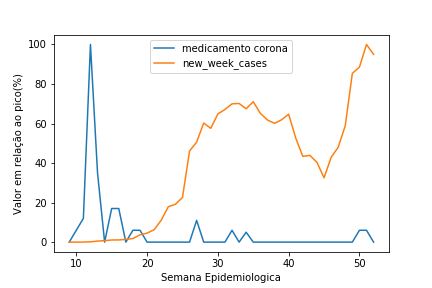 medicamento corona
new_week_cases
Valor em relação ao pico(%)
100
80
60
40
20
0
10
20
30
40
50
Semana Epidemiologica